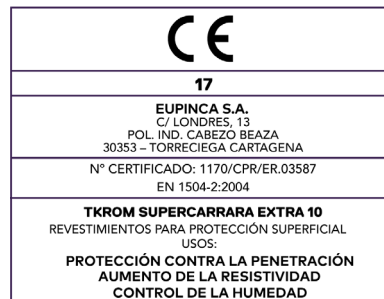 CE
17
EUPINCA S.A.
C/ LONDRES, 13
POL. IND. CABEZO BEAZA
30353 – TORRECIEGA CARTAGENA
Nº CERTIFICADO: 1170/CPR/ER.03587
EN 1504-2:2004
TKROM SUPERCARRARA EXTRA 10
REVESTIMIENTOS PARA PROTECCIÓN SUPERFICIAL
USOS:
PROTECCIÓN CONTRA LA PENETRACIÓN
AUMENTO DE LA RESISTIVIDAD
CONTROL DE LA HUMEDAD